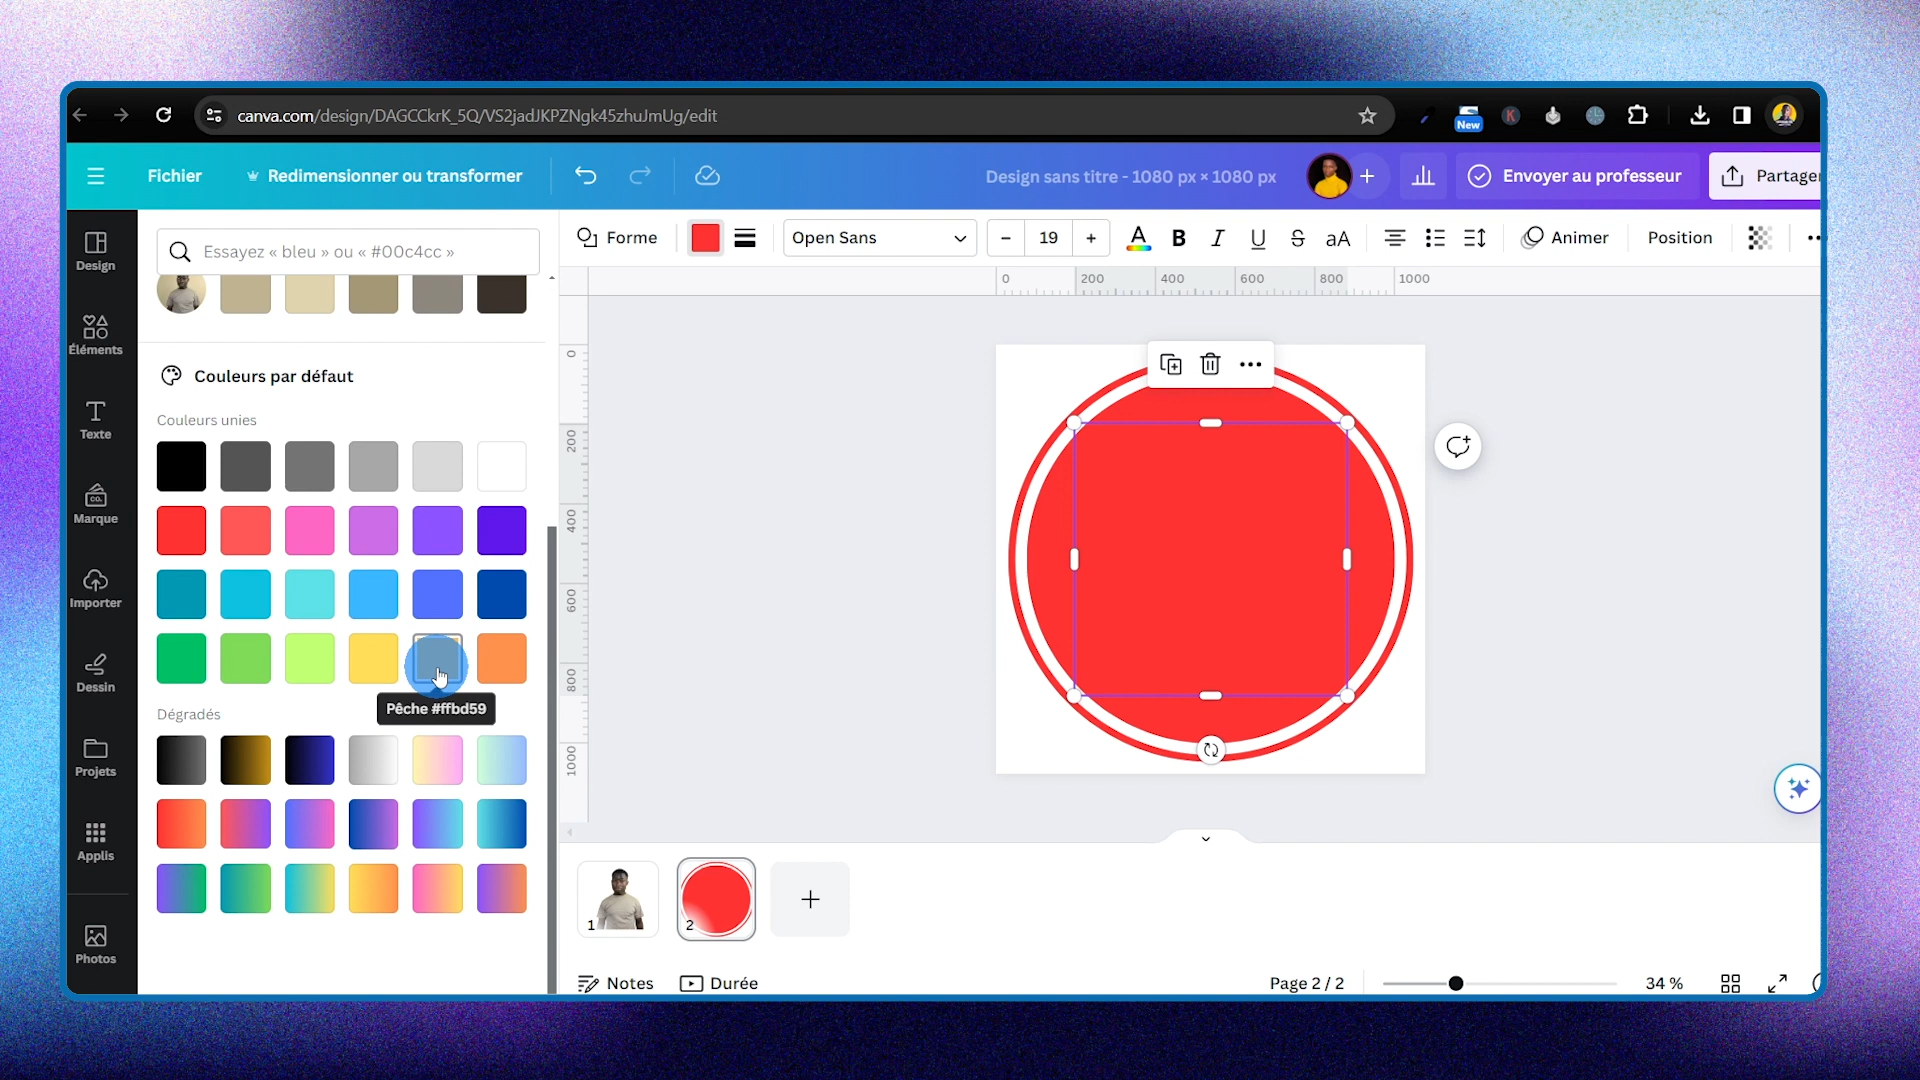 canva.com/design/DAGCCkrK_5Q/VS2jadJKPZNgk45zhuJmUg/edit
New
K
Fichier
Redimensionner ou transformer
Design sans titre - 1080 px × 1080 px
Envoyer au professeur
Partager
Essayez « bleu » ou « #00c4cc »
Forme
Open Sans
19
A
B
I
U
S
aA
Animer
Position
Design
Éléments
Texte
Marque
Importer
Dessin
Projets
Applis
Photos
Couleurs par défaut
Couleurs unies
Pêche #ffbd59
Dégradés
0
200
400
600
800
1000
0
200
400
600
800
1000
1
2
Notes
Durée
Page 2 / 2
34 %